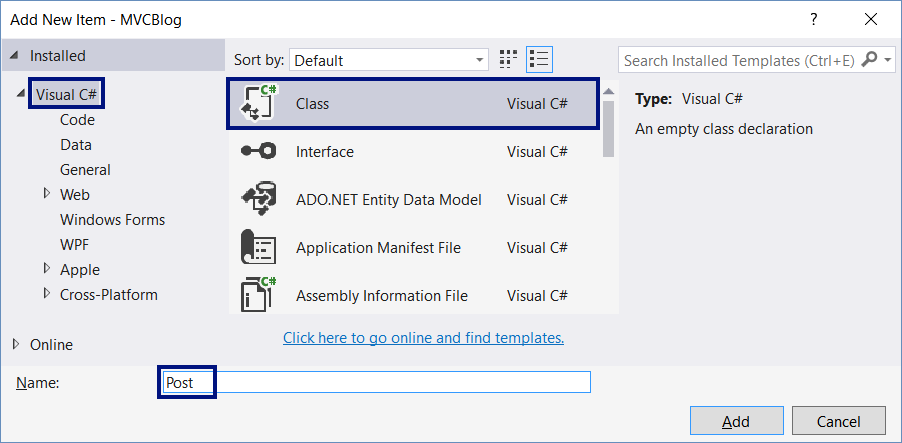 Add New Item - MVCBlog
?
Installed
Sort by: Default
Search Installed Templates (Ctrl+E)
Visual C#
Code
Data
General
Web
Windows Forms
WPF
Apple
Cross-Platform
Online
C# Class Visual C#
Interface Visual C#
ADO.NET Entity Data Model Visual C#
Application Manifest File Visual C#
C# Assembly Information File Visual C#
Click here to go online and find templates.
Type: Visual C#
An empty class declaration
Name: Post
Add Cancel